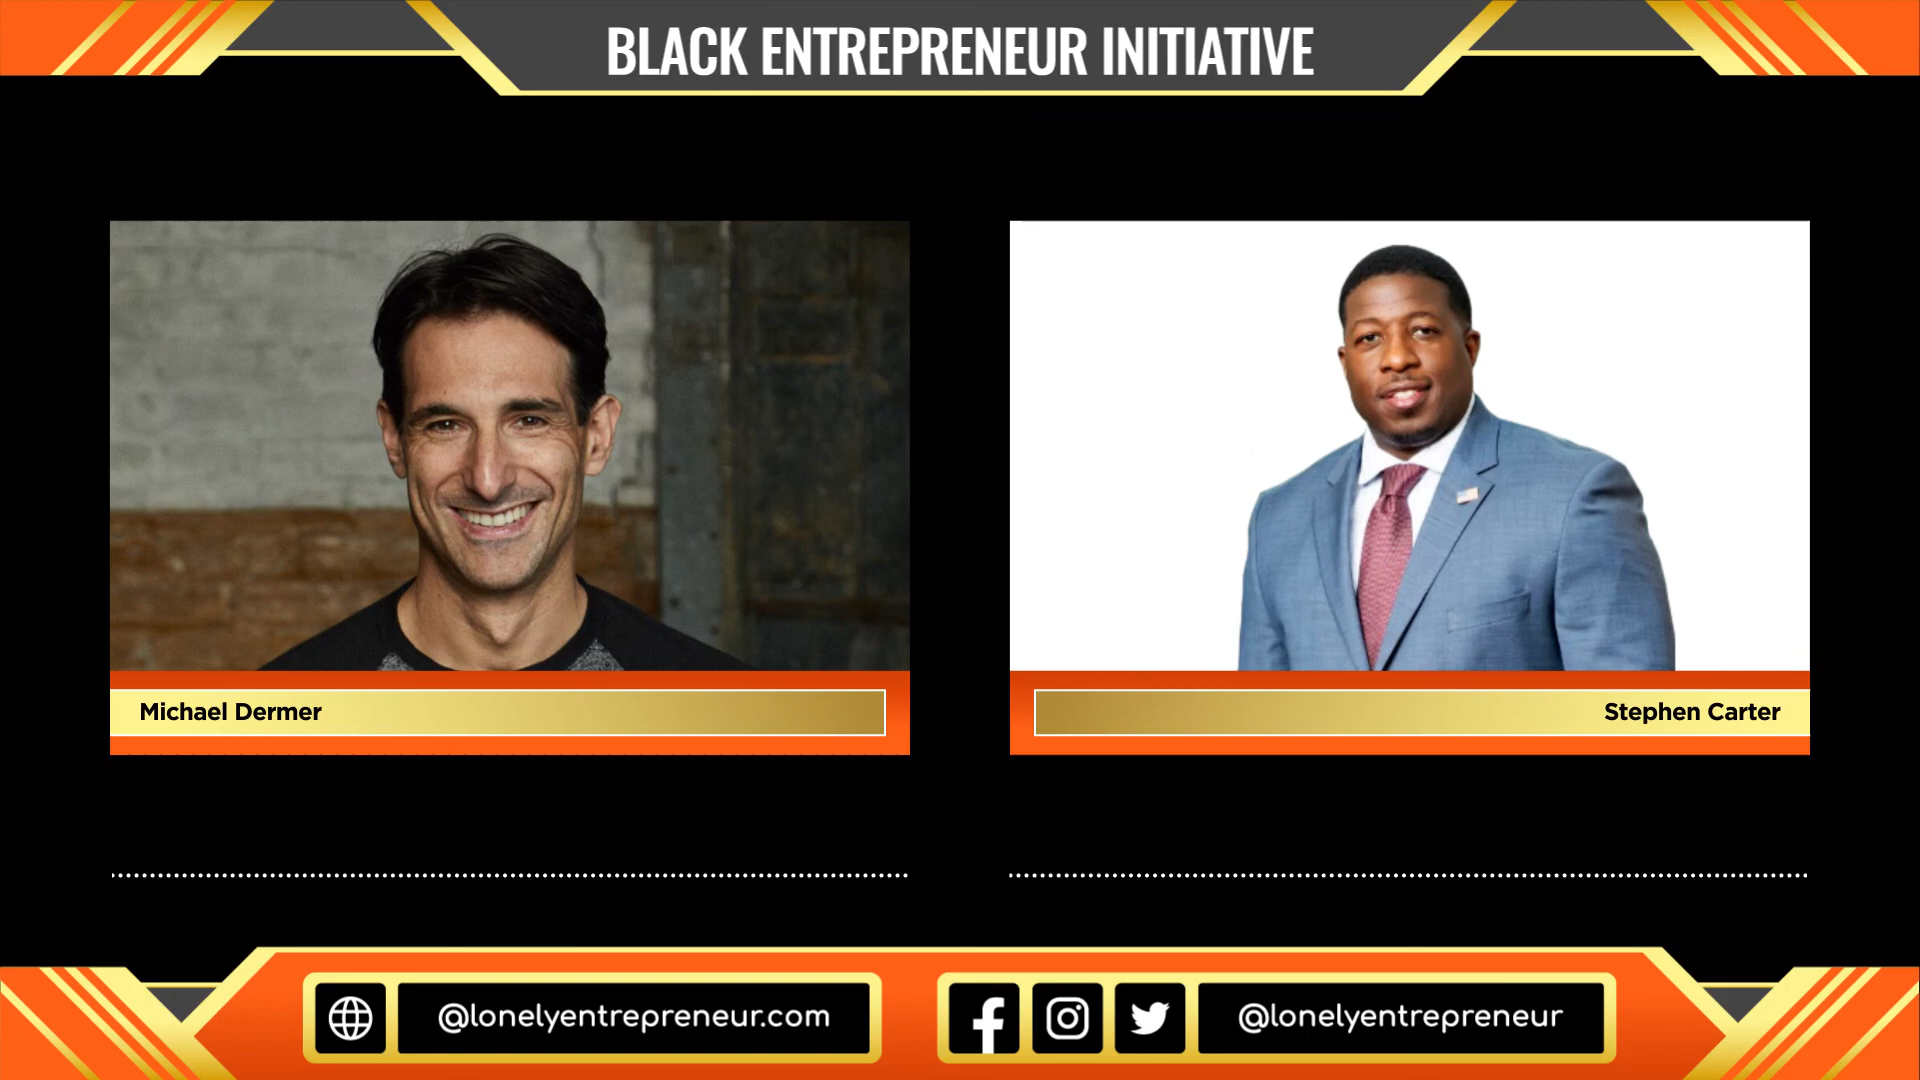 BLACK ENTREPRENEUR INITIATIVE
Michael Dermer
Stephen Carter
@lonelyentrepreneur.com
@lonelyentrepreneur